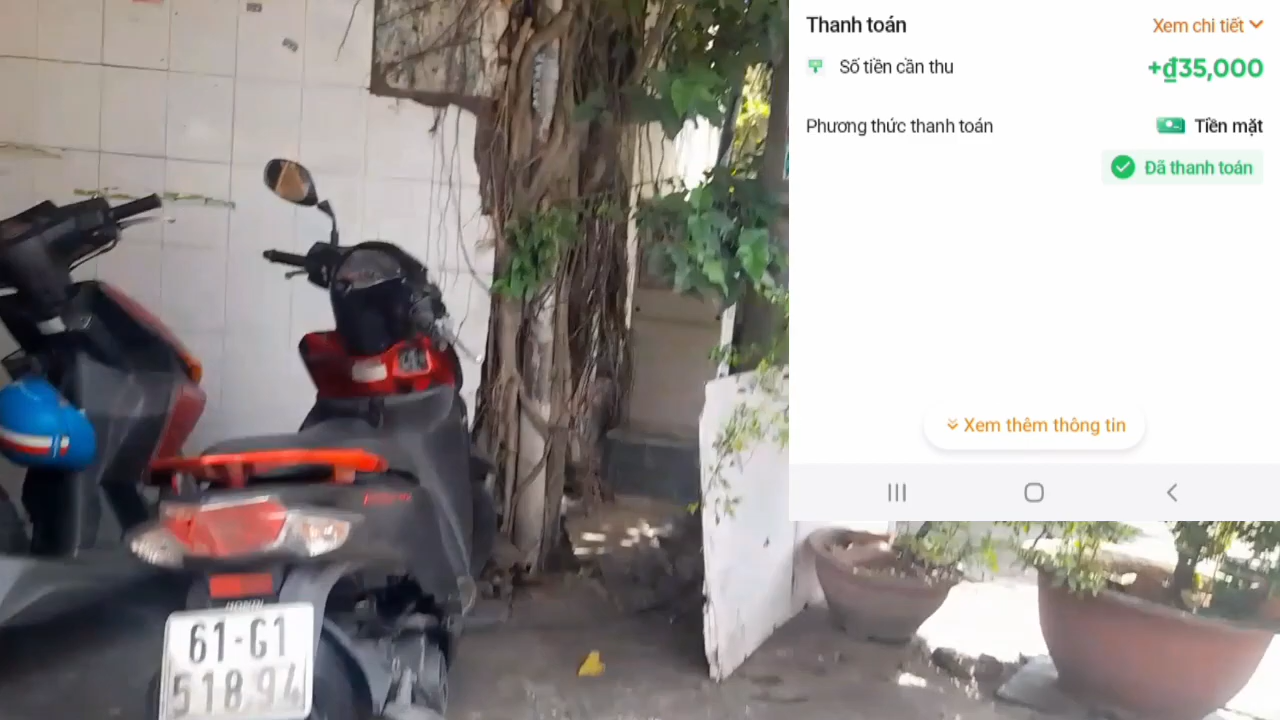 Thanh toán
Xem chi tiết
Số tiền cần thu
+₫35,000
Phương thức thanh toán
Tiền mặt
Đã thanh toán
Xem thêm thông tin
HONDA
61-G1
518.94